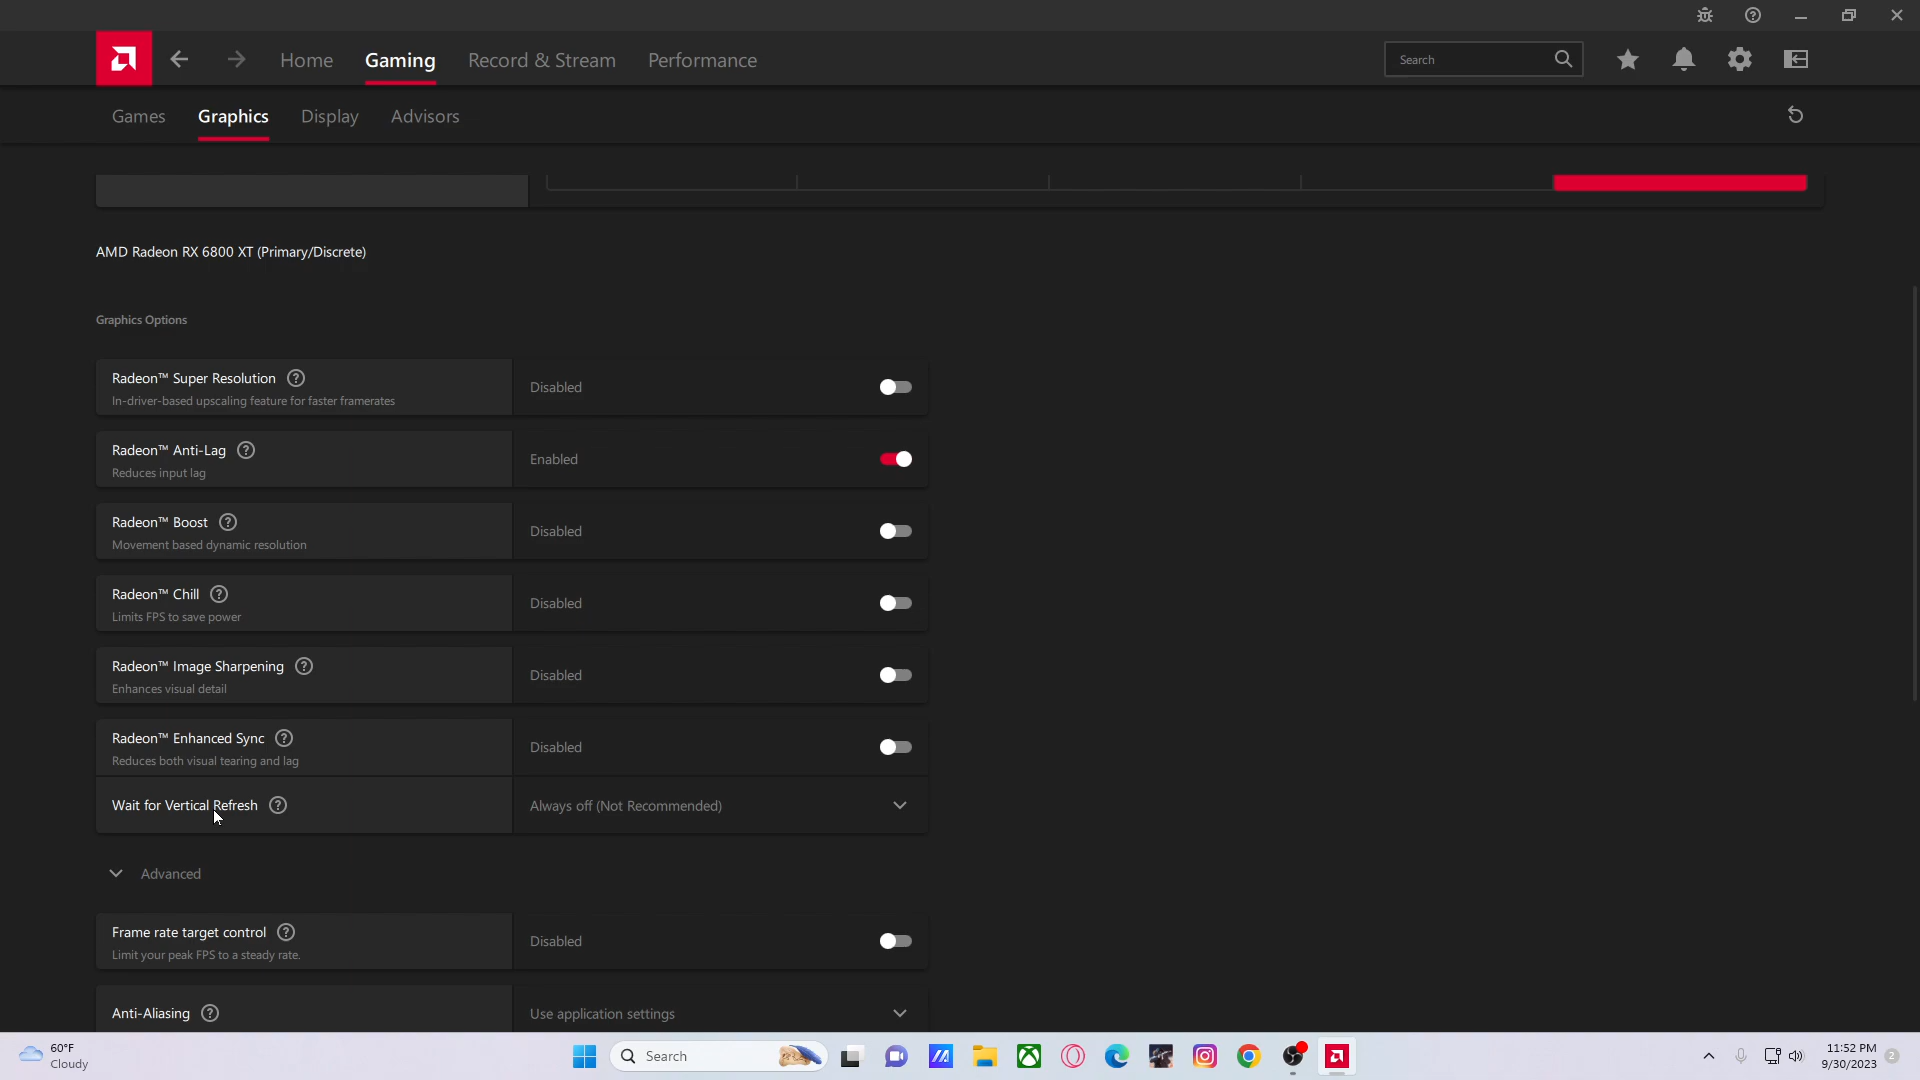 Home Gaming Record & Stream Performance Search
Games Graphics Display Advisors
AMD Radeon RX 6800 XT (Primary/Discrete)
Graphics Options
Radeon™ Super Resolution
In-driver-based upscaling feature for faster framerates
Disabled
Radeon™ Anti-Lag
Reduces input lag
Enabled
Radeon™ Boost
Movement based dynamic resolution
Disabled
Radeon™ Chill
Limits FPS to save power
Disabled
Radeon™ Image Sharpening
Enhances visual detail
Disabled
Radeon™ Enhanced Sync
Reduces both visual tearing and lag
Disabled
Wait for Vertical Refresh
Always off (Not Recommended)
Advanced
Frame rate target control
Limit your peak FPS to a steady rate.
Disabled
Anti-Aliasing
Use application settings
60°F
Cloudy
Search
11:52 PM
9/30/2023
2